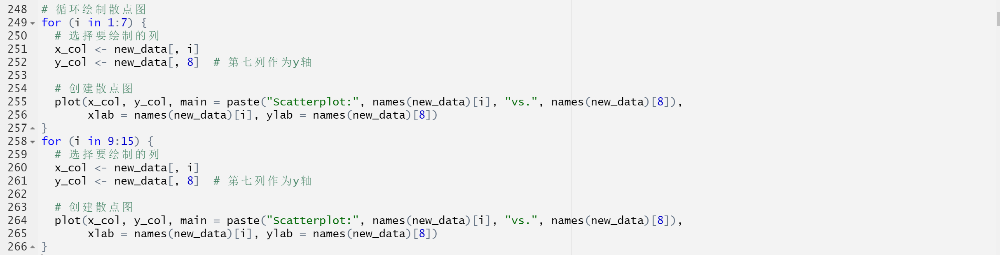 248 # 循环绘制散点图
249 for (i in 1:7) {
250   # 选择要绘制的列
251   x_col <- new_data[, i]
252   y_col <- new_data[, 8]  # 第七列作为y轴
253
254   # 创建散点图
255   plot(x_col, y_col, main = paste("Scatterplot:", names(new_data)[i], "vs.", names(new_data)[8]),
256        xlab = names(new_data)[i], ylab = names(new_data)[8])
257 }
258 for (i in 9:15) {
259   # 选择要绘制的列
260   x_col <- new_data[, i]
261   y_col <- new_data[, 8]  # 第七列作为y轴
262
263   # 创建散点图
264   plot(x_col, y_col, main = paste("Scatterplot:", names(new_data)[i], "vs.", names(new_data)[8]),
265        xlab = names(new_data)[i], ylab = names(new_data)[8])
266 }